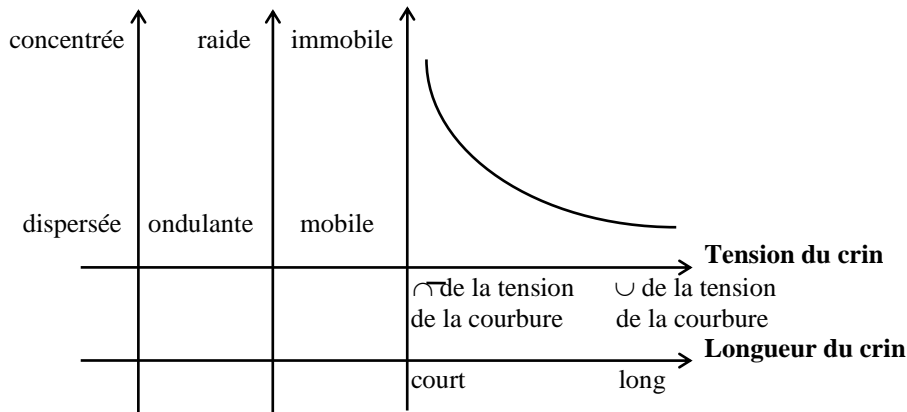 concentrée raide immobile
dispersée ondulante mobile
Tension du crin
⌒ de la tension ∪ de la tension
de la courbure de la courbure
Longueur du crin
court long